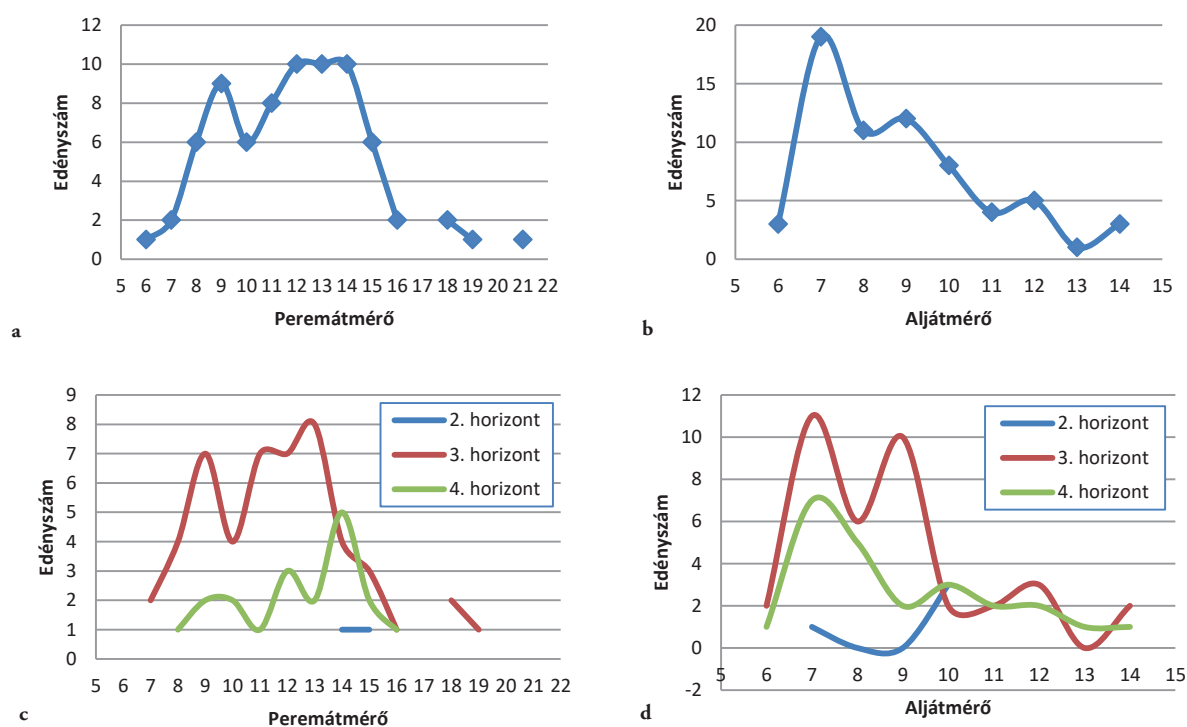 12
10
8
6
4
2
0
Edényszám
5 6 7 8 9 10 11 12 13 14 15 16 17 18 19 20 21 22
Peremátmérő
a
20
15
10
5
0
Edényszám
5 6 7 8 9 10 11 12 13 14 15
Aljátmérő
b
9
8
7
6
5
4
3
2
1
0
Edényszám
2. horizont
3. horizont
4. horizont
5 6 7 8 9 10 11 12 13 14 15 16 17 18 19 20 21 22
Peremátmérő
c
12
10
8
6
4
2
0
-2
Edényszám
2. horizont
3. horizont
4. horizont
5 6 7 8 9 10 11 12 13 14 15
Aljátmérő
d